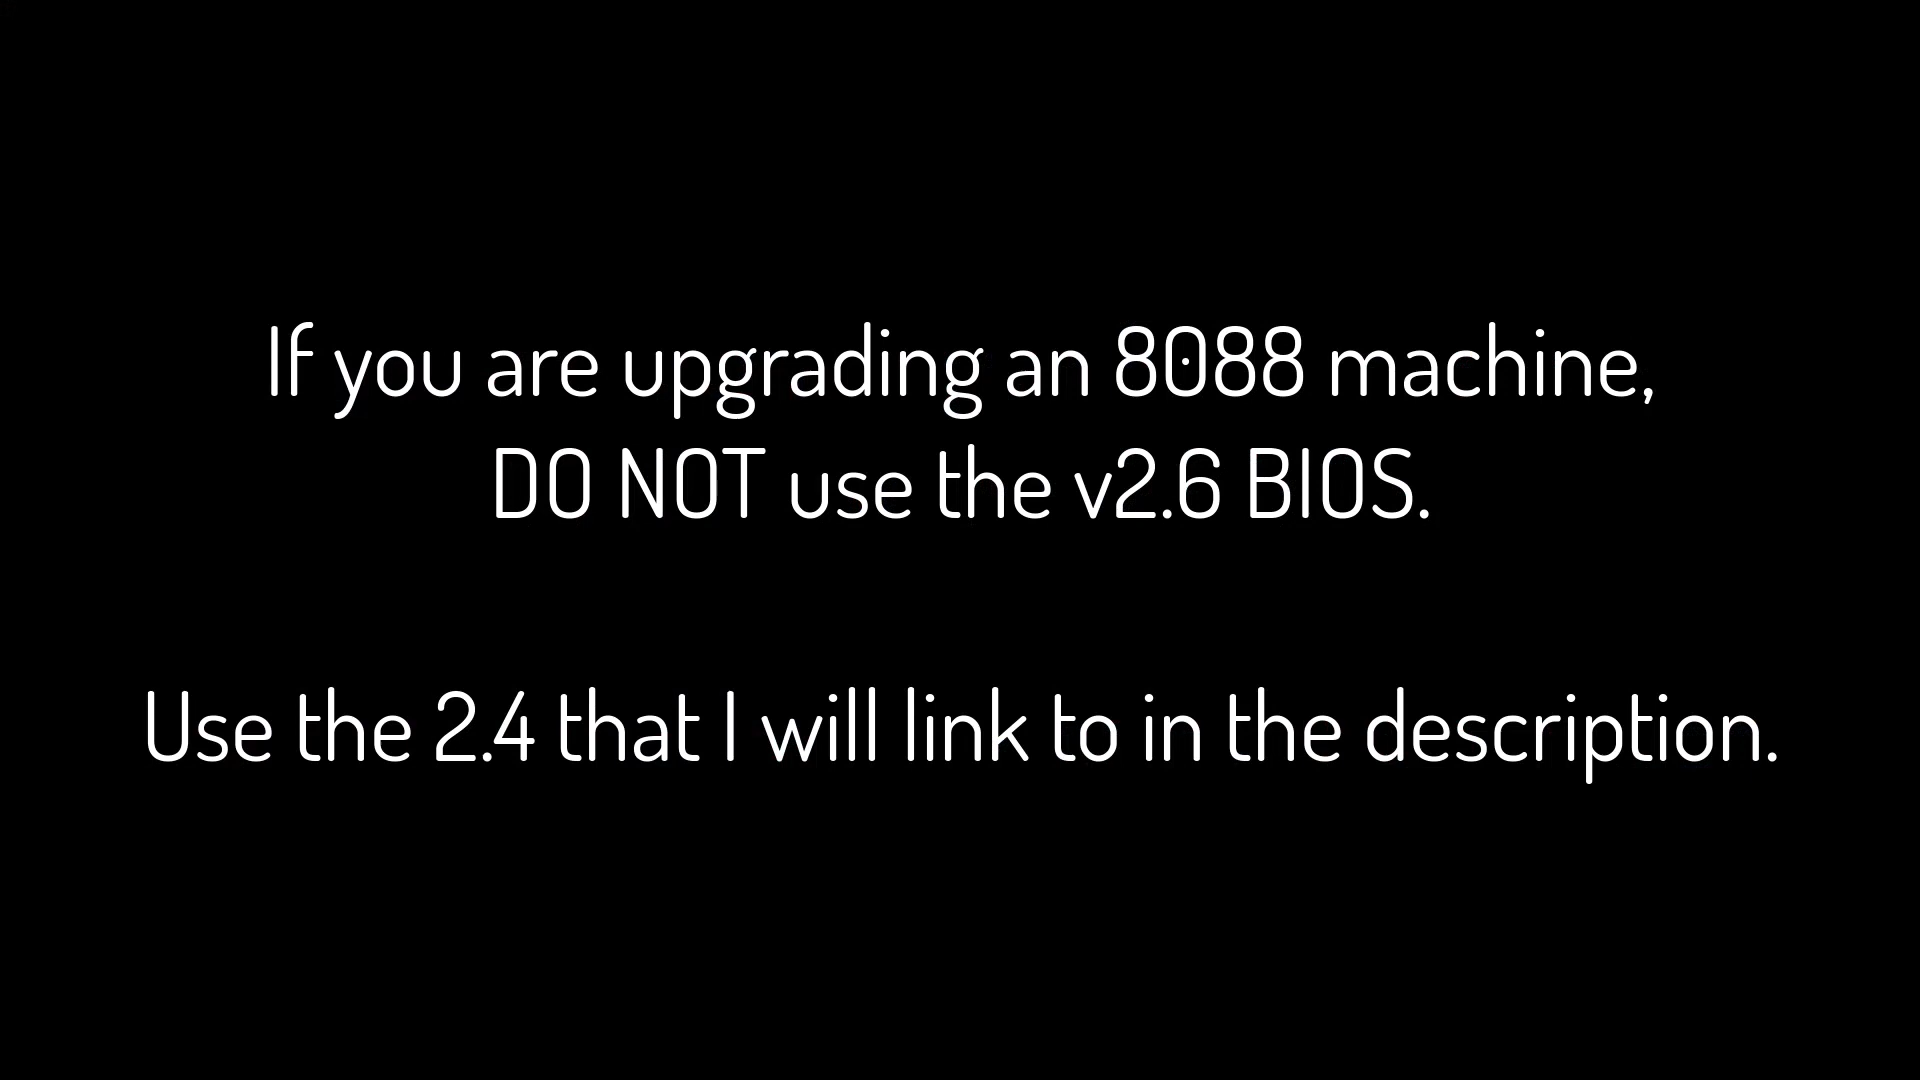 If you are upgrading an 8088 machine,
DO NOT use the v2.6 BIOS.
Use the 2.4 that I will link to in the description.